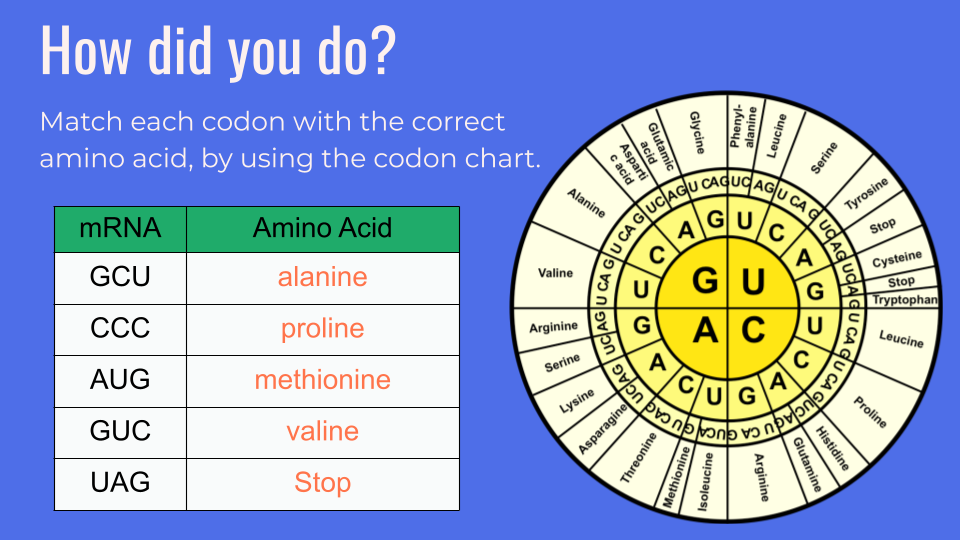 How did you do?
Match each codon with the correct
amino acid, by using the codon chart.
mRNA Amino Acid
GCU alanine
CCC proline
AUG methionine
GUC valine
UAG Stop
G U
A C
U C A G
U C A G
U C A G
U C A G
Phenyl-
alanine
Leucine
Serine
Tyrosine
Stop
Cysteine
Stop
Tryptophan
Leucine
Proline
Histidine
Glutamine
Arginine
Isoleucine
Methionine
Threonine
Asparagine
Lysine
Serine
Arginine
Valine
Alanine
Asparti
c acid
Glutamic
acid
Glycine